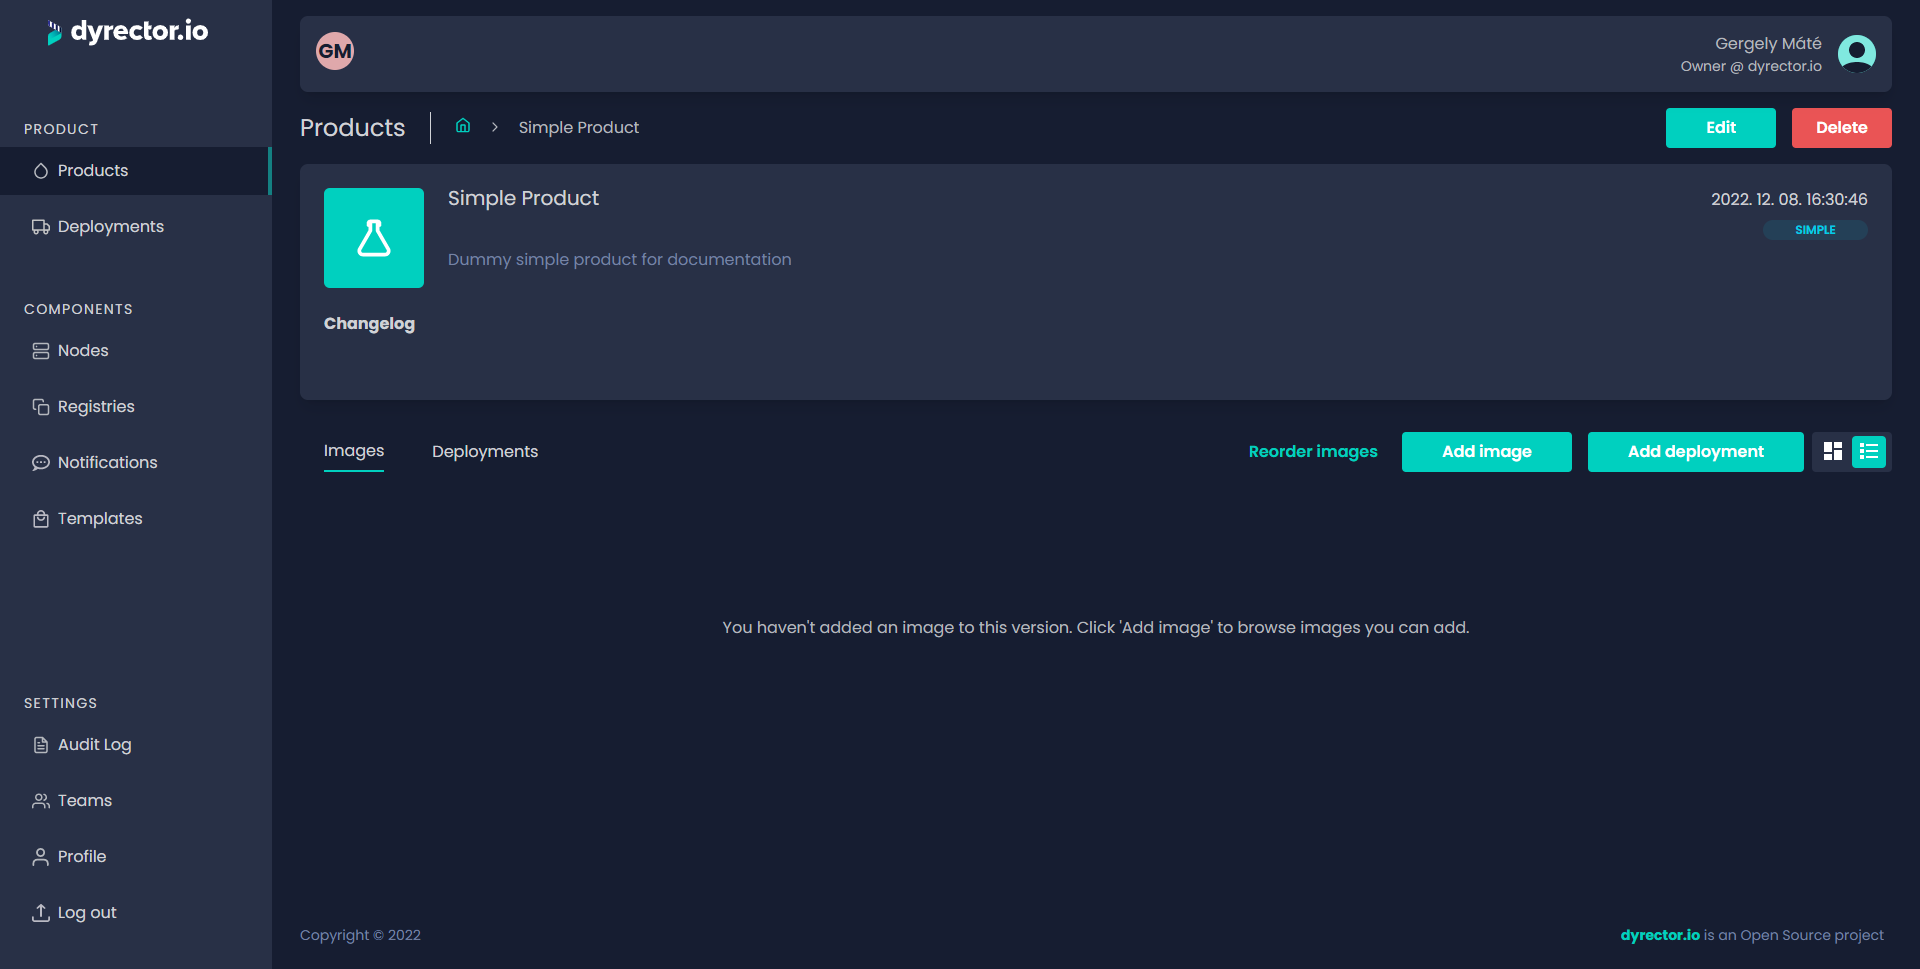 dyrector.io
PRODUCT
Products
Deployments
COMPONENTS
Nodes
Registries
Notifications
Templates
SETTINGS
Audit Log
Teams
Profile
Log out
GM
Gergely Máté
Owner @ dyrector.io
Products
Simple Product
Edit
Delete
Simple Product
2022. 12. 08. 16:30:46
SIMPLE
Dummy simple product for documentation
Changelog
Images
Deployments
Reorder images
Add image
Add deployment
You haven't added an image to this version. Click 'Add image' to browse images you can add.
Copyright © 2022
dyrector.io is an Open Source project